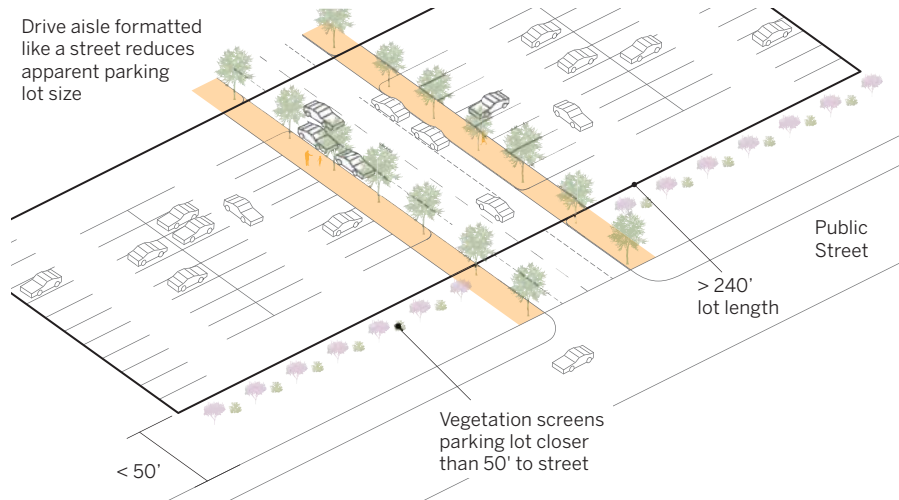 Drive aisle formatted
like a street reduces
apparent parking
lot size
Public
Street
> 240’
lot length
Vegetation screens
parking lot closer
than 50' to street
< 50’